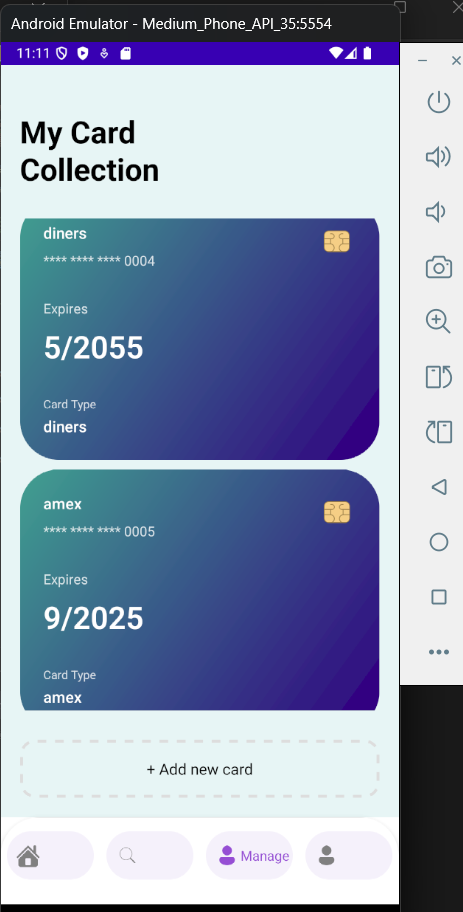 Android Emulator - Medium_Phone_API_35:5554
11:11
My Card
Collection
diners
**** **** **** 0004
Expires
5/2055
Card Type
diners
amex
**** **** **** 0005
Expires
9/2025
Card Type
amex
+ Add new card
Manage